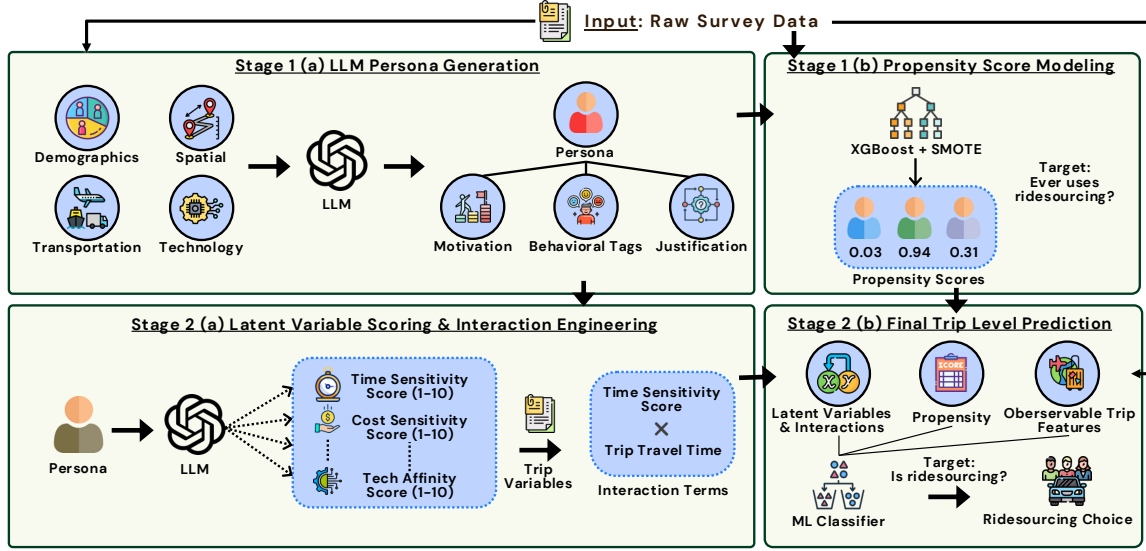 Input: Raw Survey Data
Stage 1 (a) LLM Persona Generation
Demographics
Spatial
Transportation
Technology
LLM
Persona
Motivation
Behavioral Tags
Justification
Stage 1 (b) Propensity Score Modeling
XGBoost + SMOTE
Target:
Ever uses
ridesourcing?
0.03
0.94
0.31
Propensity Scores
Stage 2 (a) Latent Variable Scoring & Interaction Engineering
Persona
LLM
Time Sensitivity
Score (1-10)
Cost Sensitivity
Score (1-10)
Tech Affinity
Score (1-10)
Trip
Variables
Time Sensitivity
Score
×
Trip Travel Time
Interaction Terms
Stage 2 (b) Final Trip Level Prediction
X Y
Latent Variables
& Interactions
SCORE
Propensity
Oberservable Trip
Features
ML Classifier
Target:
Is ridesourcing?
Ridesourcing Choice